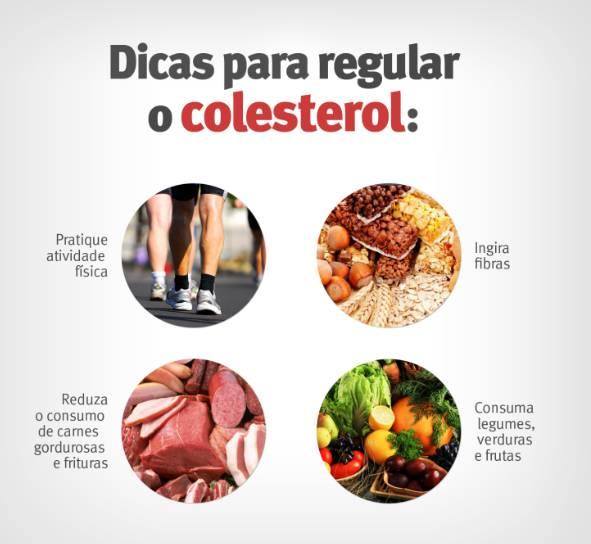 Dicas para regular
o colesterol:
Pratique
atividade
física
Ingira
fibras
Reduza
o consumo
de carnes
gordurosas
e frituras
Consuma
legumes,
verduras
e frutas